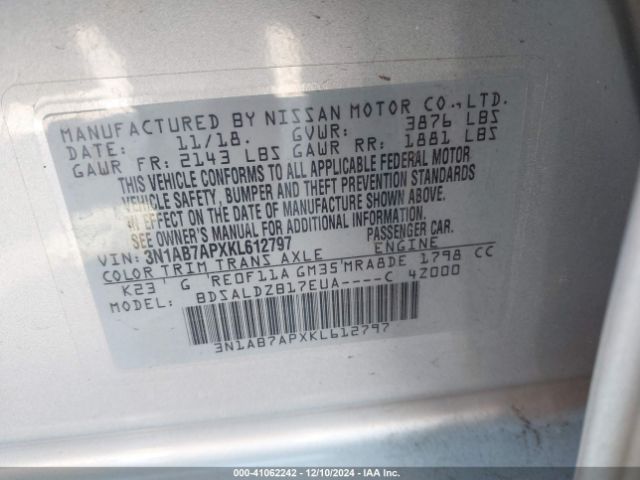 MANUFACTURED BY NISSAN MOTOR CO.,LTD.
DATE: 11/18. GVWR: 3876 LBS
GAWR FR: 2143 LBS GAWR RR: 1881 LBS
THIS VEHICLE CONFORMS TO ALL APPLICABLE FEDERAL MOTOR
VEHICLE SAFETY, BUMPER AND THEFT PREVENTION STANDARDS
IN EFFECT ON THE DATE OF MANUFACTURE SHOWN ABOVE.
SEE OWNER'S MANUAL FOR ADDITIONAL INFORMATION.
VIN: 3N1AB7APXKL612797 PASSENGER CAR.
COLOR TRIM TRANS AXLE ENGINE
K23 G RE0F11A GM35 MRA8DE 1798 CC
MODEL: BDSALDZB17EUA----C 42000
3N1AB7APXKL612797
000-41062242 - 12/10/2024 - IAA Inc.